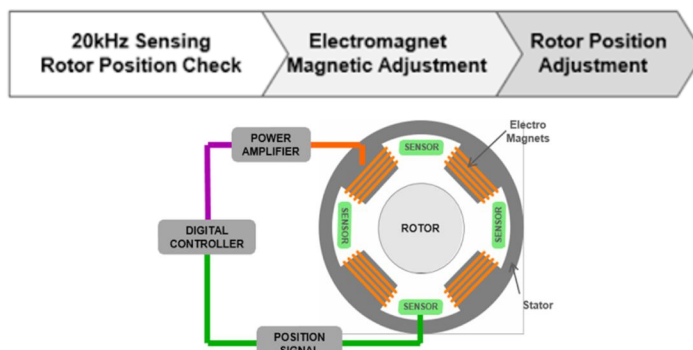 20kHz Sensing
Rotor Position Check
Electromagnet
Magnetic Adjustment
Rotor Position
Adjustment
POWER
AMPLIFIER
Electro
Magnets
SENSOR
DIGITAL
CONTROLLER
SENSOR
ROTOR
SENSOR
SENSOR
Stator
POSITION
SIGNAL